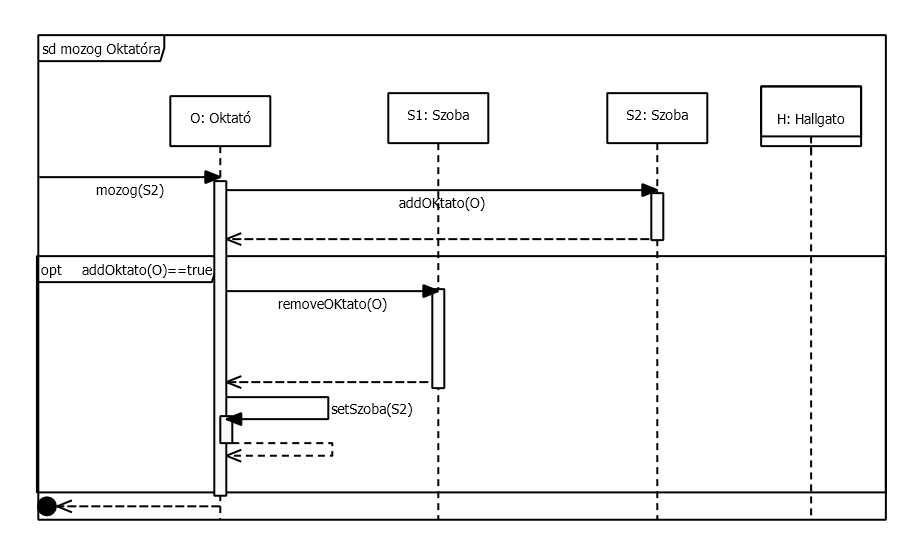 sd mozog Oktatóra
O: Oktató
S1: Szoba
S2: Szoba
H: Hallgato
mozog(S2)
addOKtato(O)
opt addOktato(O)==true
removeOKtato(O)
setSzoba(S2)